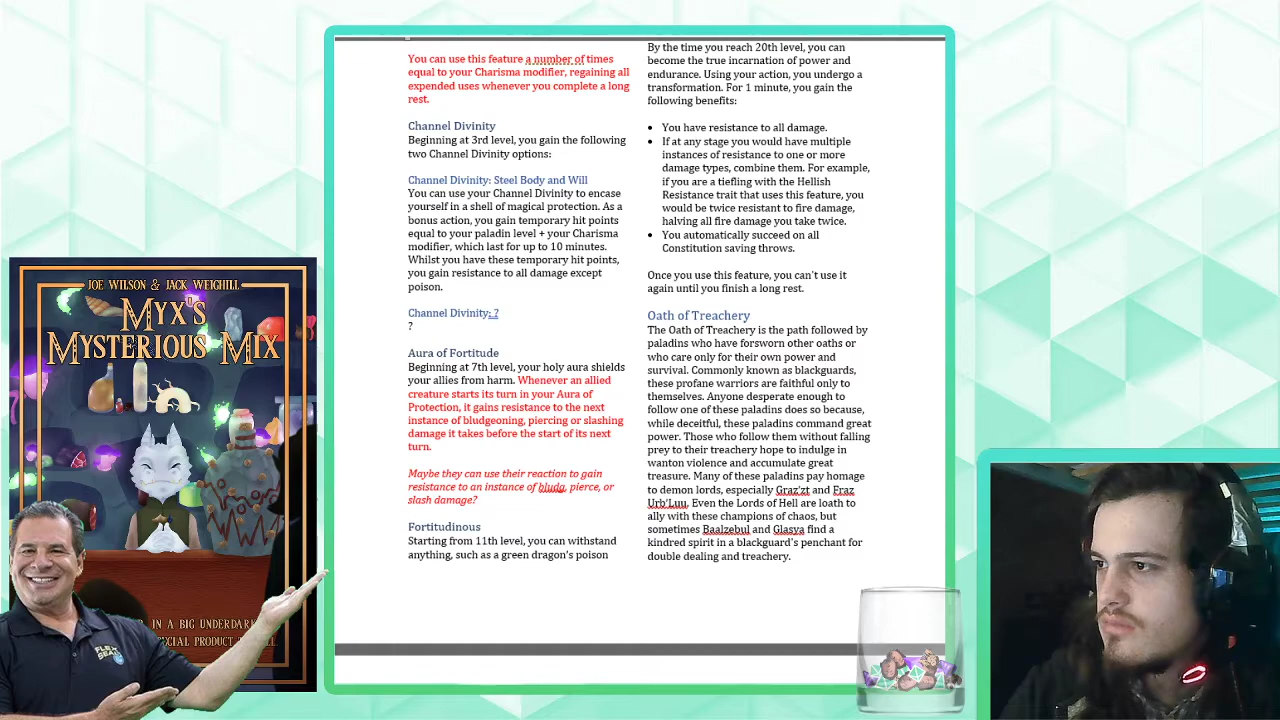 JOE WILSON & JACK WEIGHILL
MYX'S
MYSTERIOUS MIX
IN A BIG UNDERDARK
SPECIAL PRODUCT
FLEX
SEAL
You can use this feature a number of times
equal to your Charisma modifier, regaining all
expended uses whenever you complete a long
rest.
Channel Divinity
Beginning at 3rd level, you gain the following
two Channel Divinity options:
Channel Divinity: Steel Body and Will
You can use your Channel Divinity to encase
yourself in a shell of magical protection. As a
bonus action, you gain temporary hit points
equal to your paladin level + your Charisma
modifier, which last for up to 10 minutes.
Whilst you have these temporary hit points,
you gain resistance to all damage except
poison.
Channel Divinity: ?
?
Aura of Fortitude
Beginning at 7th level, your holy aura shields
your allies from harm. Whenever an allied
creature starts its turn in your Aura of
Protection, it gains resistance to the next
instance of bludgeoning, piercing or slashing
damage it takes before the start of its next
turn.
Maybe they can use their reaction to gain
resistance to an instance of bludg, pierce, or
slash damage?
Fortitudinous
Starting from 11th level, you can withstand
anything, such as a green dragon's poison
By the time you reach 20th level, you can
become the true incarnation of power and
endurance. Using your action, you undergo a
transformation. For 1 minute, you gain the
following benefits:
• You have resistance to all damage.
• If at any stage you would have multiple
instances of resistance to one or more
damage types, combine them. For example,
if you are a tiefling with the Hellish
Resistance trait that uses this feature, you
would be twice resistant to fire damage,
halving all fire damage you take twice.
• You automatically succeed on all
Constitution saving throws.
Once you use this feature, you can't use it
again until you finish a long rest.
Oath of Treachery
The Oath of Treachery is the path followed by
paladins who have forsworn other oaths or
who care only for their own power and
survival. Commonly known as blackguards,
these profane warriors are faithful only to
themselves. Anyone desperate enough to
follow one of these paladins does so because,
while deceitful, these paladins command great
power. Those who follow them without falling
prey to their treachery hope to indulge in
wanton violence and accumulate great
treasure. Many of these paladins pay homage
to demon lords, especially Graz'zt and Fraz
Urb'Luu. Even the Lords of Hell are loath to
ally with these champions of chaos, but
sometimes Baalzebul and Glasya find a
kindred spirit in a blackguard's penchant for
double dealing and treachery.